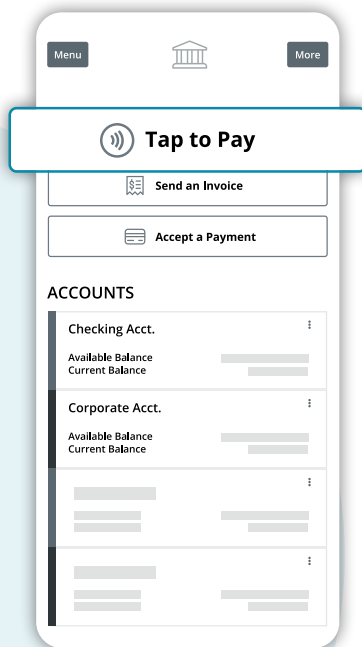 Menu
More
Tap to Pay
Send an Invoice
Accept a Payment
ACCOUNTS
Checking Acct.
Available Balance
Current Balance
Corporate Acct.
Available Balance
Current Balance